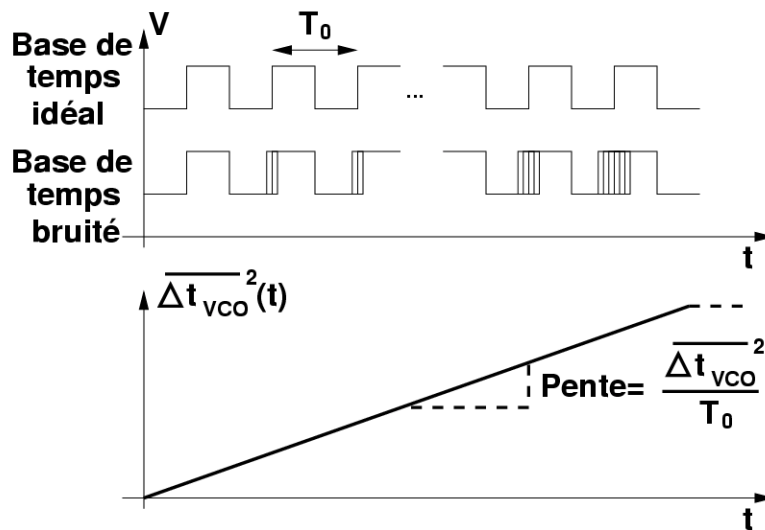 V
T₀
Base de
temps
idéal
...
Base de
temps
bruité
t
Δt_VCO²(t)
Pente= Δt_VCO²
T₀
t